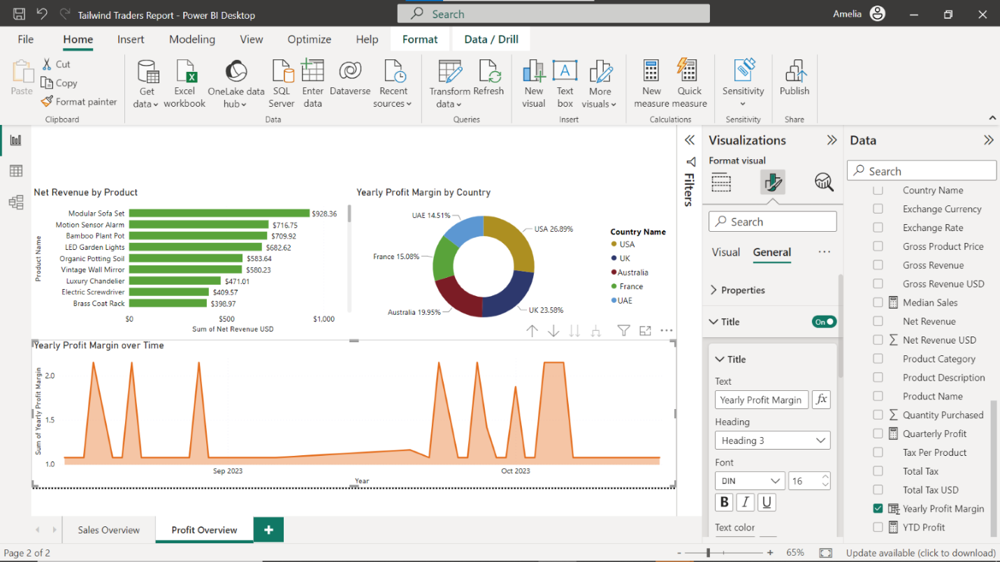 Tailwind Traders Report - Power BI Desktop
Search
Amelia
File
Home
Insert
Modeling
View
Optimize
Help
Format
Data / Drill
Paste
Cut
Copy
Format painter
Clipboard
Get
data
Excel
workbook
OneLake data
hub
SQL
Server
Enter
data
Dataverse
Recent
sources
Data
Transform
data
Refresh
Queries
New
visual
Text
box
More
visuals
Insert
New
measure
Quick
measure
Calculations
Sensitivity
Sensitivity
Publish
Share
Net Revenue by Product
Product Name
Modular Sofa Set $928.36
Motion Sensor Alarm $716.75
Bamboo Plant Pot $709.92
LED Garden Lights $682.62
Organic Potting Soil $583.64
Vintage Wall Mirror $580.23
Luxury Chandelier $471.01
Electric Screwdriver $409.57
Brass Coat Rack $398.97
$0 $500 $1,000
Sum of Net Revenue USD
Yearly Profit Margin by Country
UAE 14.51%
USA 26.89%
France 15.08%
Australia 19.95%
UK 23.58%
Country Name
USA
UK
Australia
France
UAE
Yearly Profit Margin over Time
Sum of Yearly Profit Margin
2.0
1.5
1.0
Sep 2023
Oct 2023
Year
Filters
Visualizations
Format visual
Search
Visual
General
Properties
Title
On
Title
Text
Yearly Profit Margin
fx
Heading
Heading 3
Font
DIN
16
B
I
U
Text color
Data
Search
Country Name
Exchange Currency
Exchange Rate
Gross Product Price
Gross Revenue
Gross Revenue USD
Median Sales
Net Revenue
Net Revenue USD
Product Category
Product Description
Product Name
Quantity Purchased
Quarterly Profit
Tax Per Product
Total Tax
Total Tax USD
Yearly Profit Margin
YTD Profit
Sales Overview
Profit Overview
Page 2 of 2
65%
Update available (click to download)